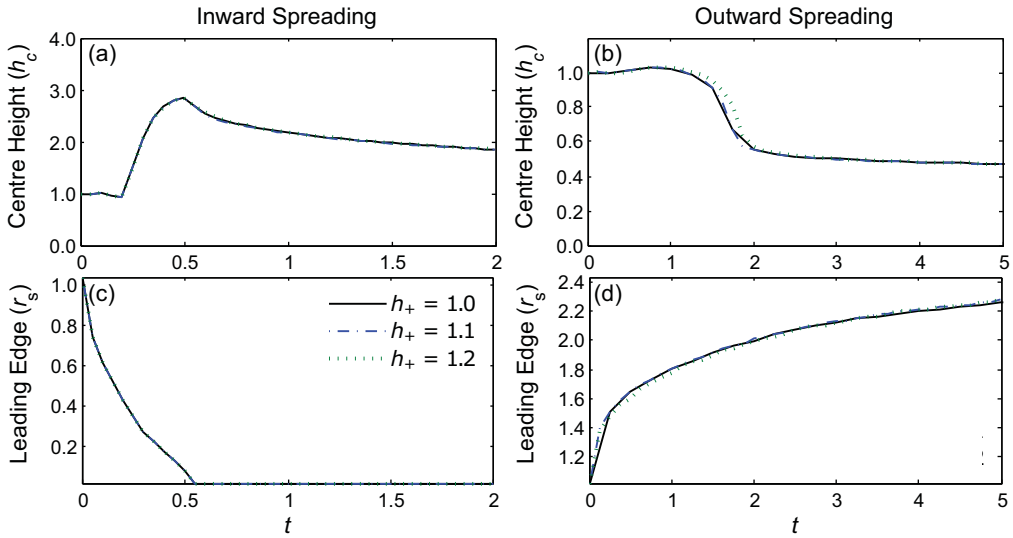 Inward Spreading
Outward Spreading
(a)
Centre Height (h_c)
4.0
3.0
2.0
1.0
0.0
0 0.5 1 1.5 2
(b)
Centre Height (h_c)
1.0
0.8
0.6
0.4
0.2
0.0
0 1 2 3 4 5
(c)
Leading Edge (r_s)
1.0
0.8
0.6
0.4
0.2
0 0.5 1 1.5 2
t
h_+ = 1.0
h_+ = 1.1
h_+ = 1.2
(d)
Leading Edge (r_s)
2.4
2.2
2.0
1.8
1.6
1.4
1.2
0 1 2 3 4 5
t